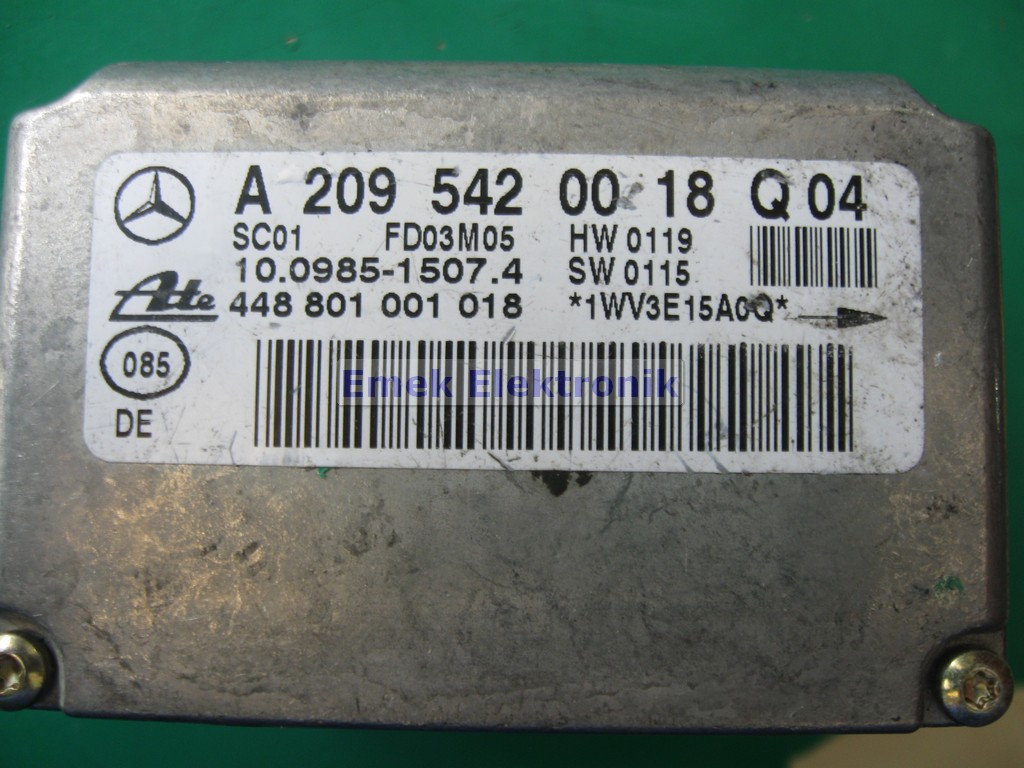 A 209 542 00 18 Q 04
SC01 FD03M05 HW 0119
10.0985-1507.4 SW 0115
Ate 448 801 001 018 *1WV3E15A0Q*
085
DE
Emek Elektronik